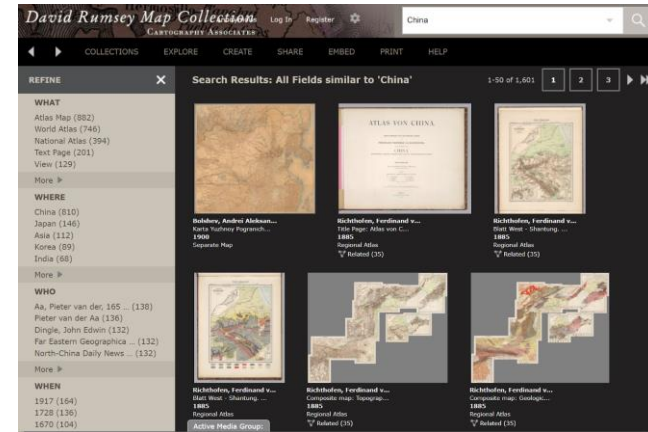 David Rumsey Map Collection
CARTOGRAPHY ASSOCIATES
Log In
Register
China
COLLECTIONS
EXPLORE
CREATE
SHARE
EMBED
PRINT
HELP
REFINE
Search Results: All Fields similar to 'China'
1-50 of 1,601
1
2
3
WHAT
Atlas Map (882)
World Atlas (746)
National Atlas (394)
Text Page (201)
View (129)
More
WHERE
China (810)
Japan (146)
Asia (112)
Korea (89)
India (68)
More
WHO
Aa, Pieter van der, 165 ... (138)
Pieter van der Aa (136)
Dingle, John Edwin (132)
Far Eastern Geographica ... (132)
North-China Daily News ... (132)
More
WHEN
1917 (164)
1728 (136)
1670 (104)
Bolshev, Andrei Aleksan...
Karta Yuzhnoy Pogranich...
1900
Separate Map
ATLAS VON CHINA.
Richthofen, Ferdinand v...
Title Page: Atlas von C...
1885
Regional Atlas
Related (35)
Richthofen, Ferdinand v...
Blatt West - Shantung. ...
1885
Regional Atlas
Related (35)
Richthofen, Ferdinand v...
Blatt West - Shantung. ...
1885
Regional Atlas
Active Media Group:
Richthofen, Ferdinand v...
Composite map: Topograp...
1885
Regional Atlas
Related (35)
Richthofen, Ferdinand v...
Composite map: Geologic...
1885
Regional Atlas
Related (35)